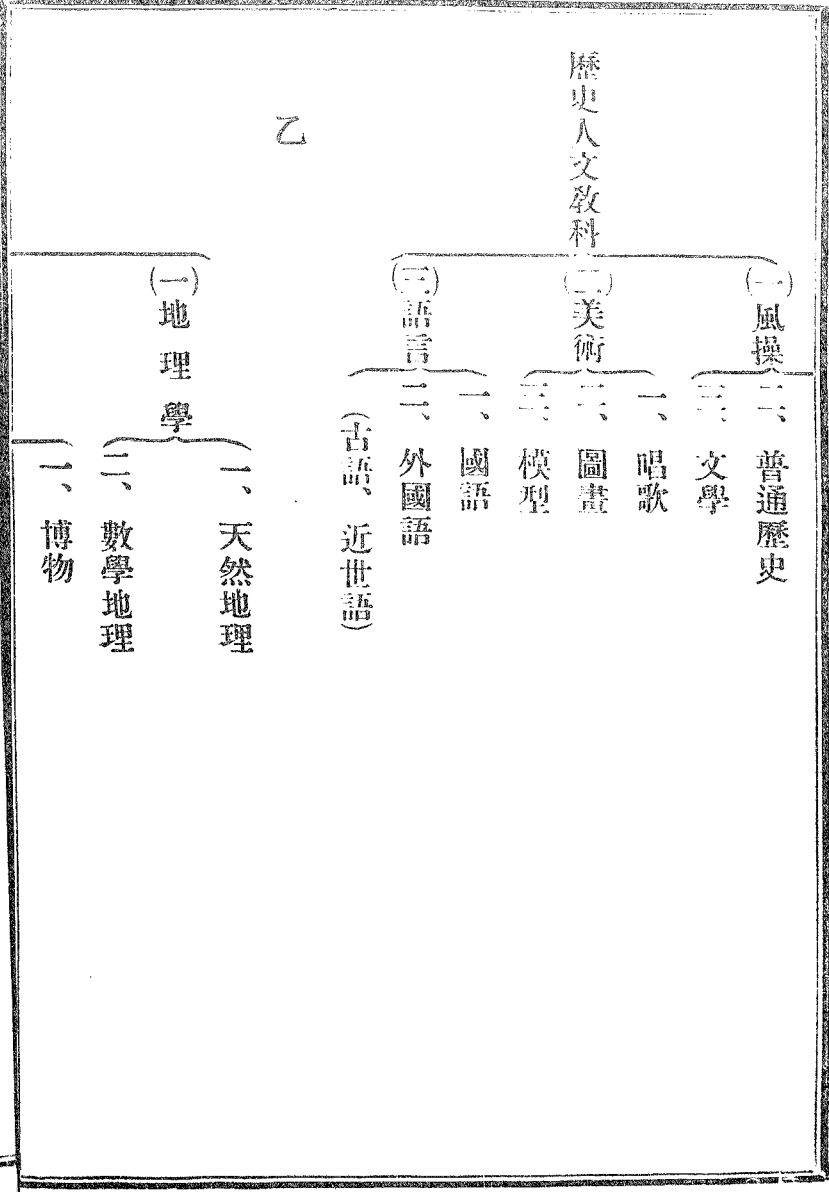 歷史人文敎科
(一)風操
二、普通歷史
三、文學
(二)美術
一、唱歌
二、圖畫
三、模型
(三)語言
一、國語
二、外國語
(古語、近世語)
乙
(一)地理學
一、天然地理
二、數學地理
一、博物